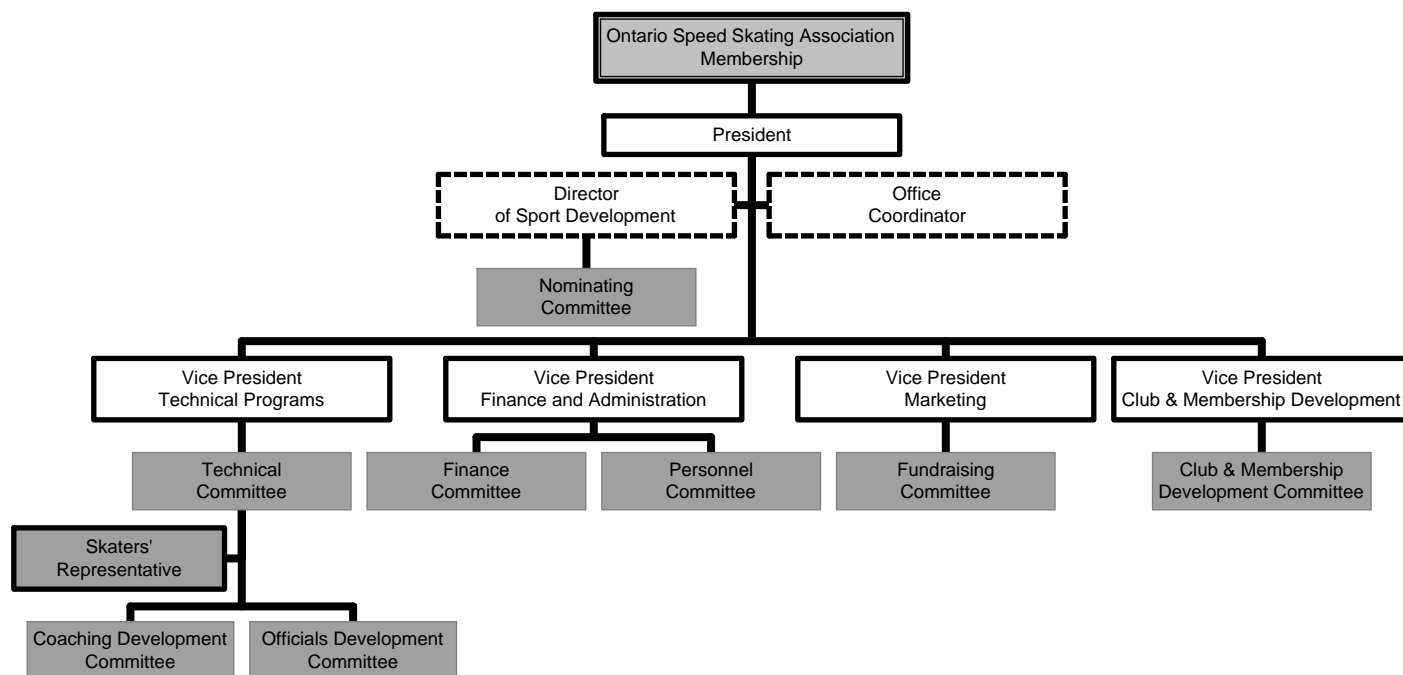 Ontario Speed Skating Association
Membership
President
Director
of Sport Development
Office
Coordinator
Nominating
Committee
Vice President
Technical Programs
Vice President
Finance and Administration
Vice President
Marketing
Vice President
Club & Membership Development
Technical
Committee
Finance
Committee
Personnel
Committee
Fundraising
Committee
Club & Membership
Development Committee
Skaters'
Representative
Coaching Development
Committee
Officials Development
Committee